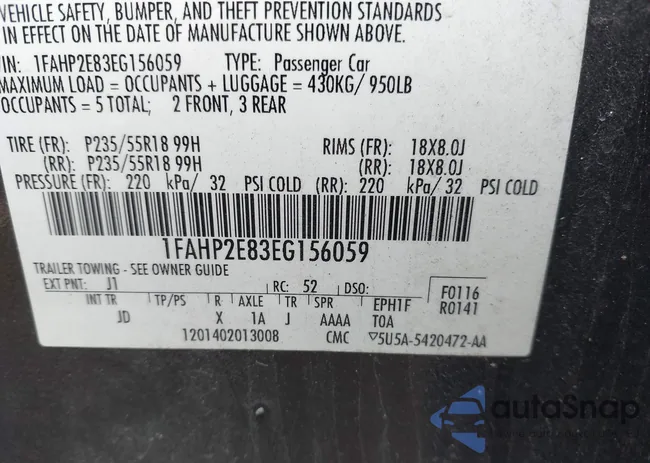 VEHICLE SAFETY, BUMPER, AND THEFT PREVENTION STANDARDS
IN EFFECT ON THE DATE OF MANUFACTURE SHOWN ABOVE.
VIN: 1FAHP2E83EG156059 TYPE: Passenger Car
MAXIMUM LOAD = OCCUPANTS + LUGGAGE = 430KG/ 950LB
OCCUPANTS = 5 TOTAL; 2 FRONT, 3 REAR
TIRE (FR): P235/55R18 99H RIMS (FR): 18X8.0J
(RR): P235/55R18 99H (RR): 18X8.0J
PRESSURE (FR): 220 kPa/ 32 PSI COLD (RR): 220 kPa/ 32 PSI COLD
1FAHP2E83EG156059
TRAILER TOWING - SEE OWNER GUIDE
EXT PNT: J1 RC: 52 DSO: F0116
INT TR TP/PS R AXLE TR SPR EPH1F R0141
JD X 1A J AAAA TOA
1201402013008 CMC ▽5U5A-5420472-AA
autoSnap